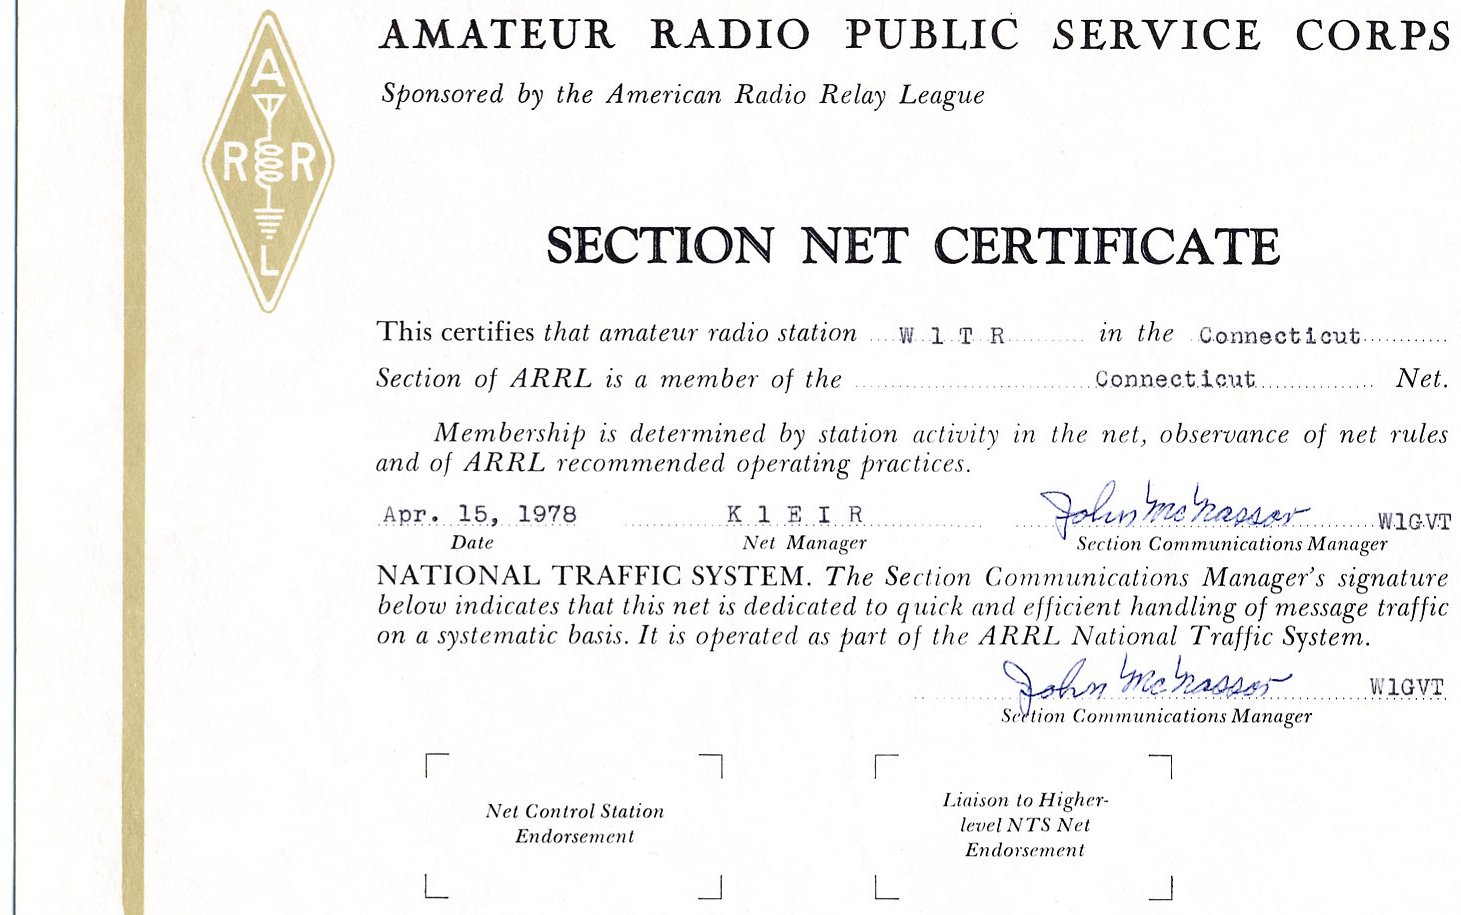 AMATEUR RADIO PUBLIC SERVICE CORPS
Sponsored by the American Radio Relay League
A
R R
L
SECTION NET CERTIFICATE
This certifies that amateur radio station W 1 T R in the Connecticut
Section of ARRL is a member of the Connecticut Net.
Membership is determined by station activity in the net, observance of net rules
and of ARRL recommended operating practices.
Apr. 15, 1978 K 1 E I R John McNassor W1GVT
Date Net Manager Section Communications Manager
NATIONAL TRAFFIC SYSTEM. The Section Communications Manager's signature
below indicates that this net is dedicated to quick and efficient handling of message traffic
on a systematic basis. It is operated as part of the ARRL National Traffic System.
John McNassor W1GVT
Section Communications Manager
Net Control Station
Endorsement
Liaison to Higher-
level NTS Net
Endorsement